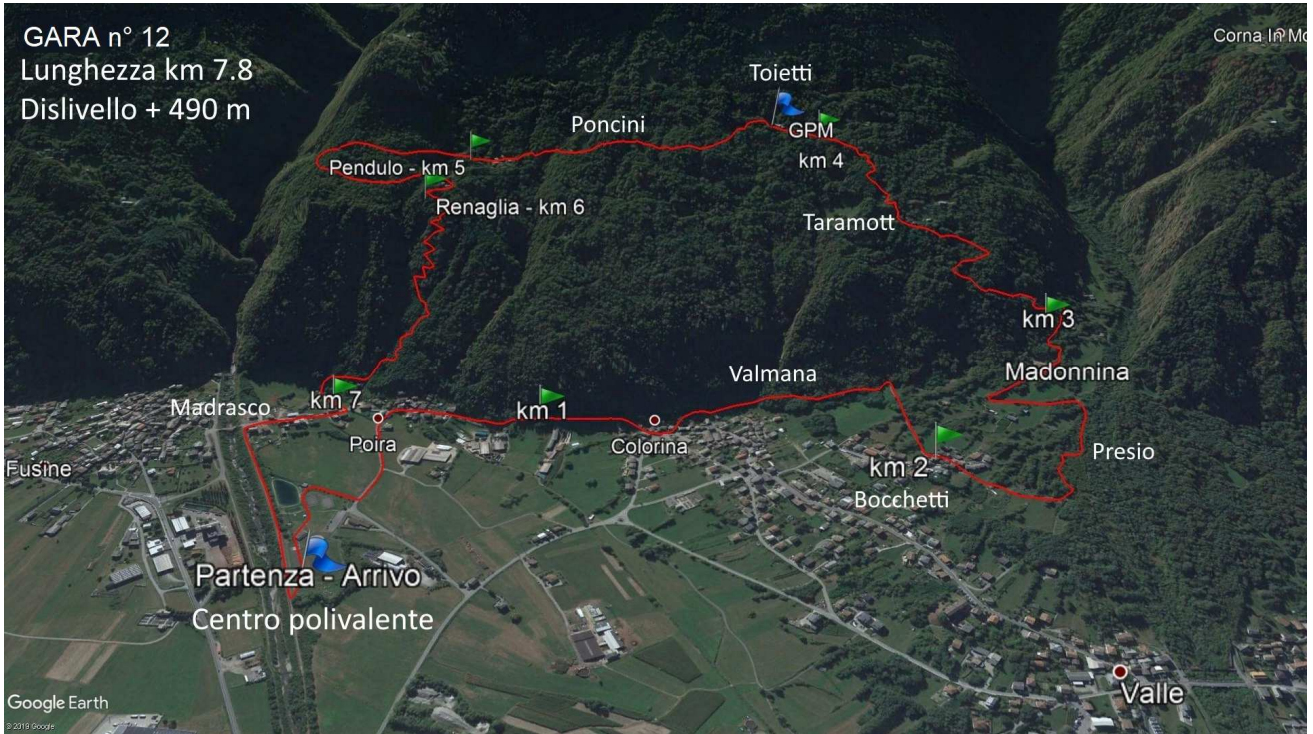 GARA n° 12
Lunghezza km 7.8
Dislivello + 490 m
Corna In Mo
Toietti
Poncini
GPM
km 4
Pendulo - km 5
Renaglia - km 6
Taramott
km 3
Madonnina
Valmana
km 7
Madrasco
km 1
Poira
Colorina
Presio
km 2
Bocchetti
Fusine
Partenza - Arrivo
Centro polivalente
Valle
Google Earth
© 2019 Google